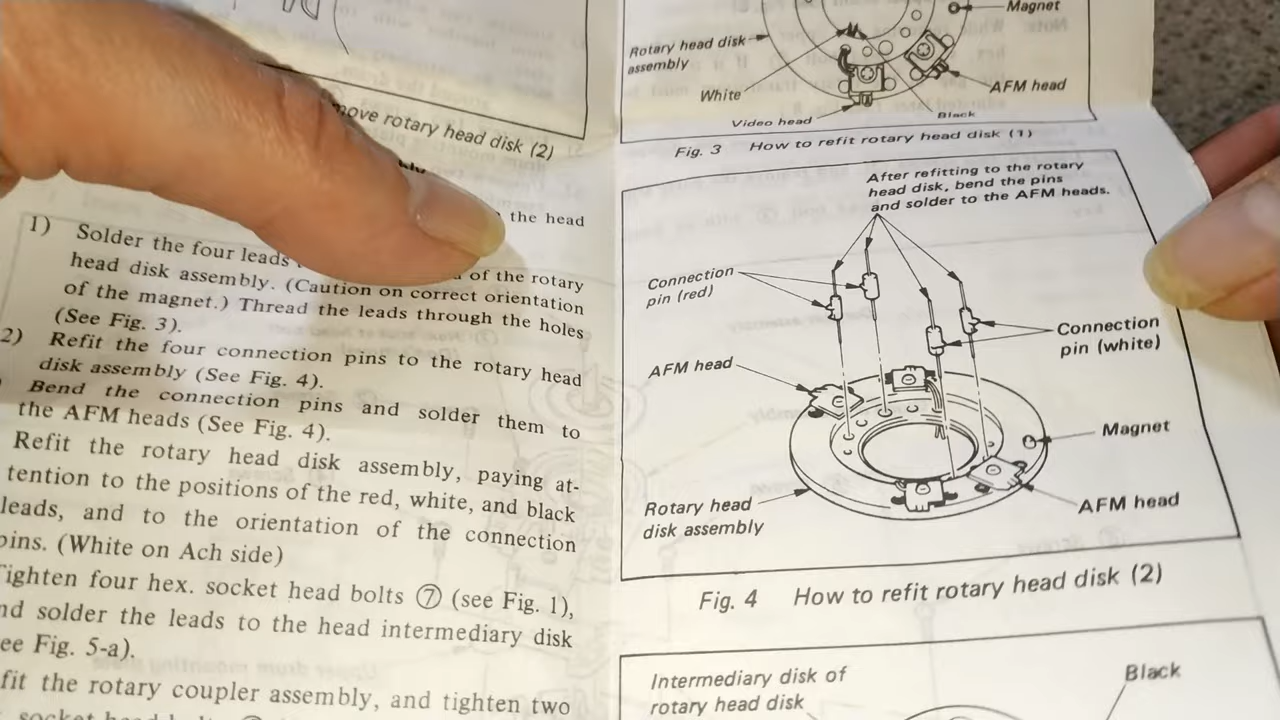 move rotary head disk (2)
the head
1) Solder the four leads
of the rotary
head disk assembly. (Caution on correct orientation
of the magnet.) Thread the leads through the holes
(See Fig. 3).
2) Refit the four connection pins to the rotary head
disk assembly (See Fig. 4).
Bend the connection pins and solder them to
the AFM heads (See Fig. 4).
Refit the rotary head disk assembly, paying at-
tention to the positions of the red, white, and black
leads, and to the orientation of the connection
pins. (White on Ach side)
Tighten four hex. socket head bolts ⑦ (see Fig. 1),
nd solder the leads to the head intermediary disk
ee Fig. 5-a).
fit the rotary coupler assembly, and tighten two
socket head
Magnet
Rotary head disk
assembly
White
AFM head
Video head
Black
Fig. 3 How to refit rotary head disk (1)
After refitting to the rotary
head disk, bend the pins
and solder to the AFM heads.
Connection
pin (red)
Connection
pin (white)
AFM head
Magnet
Rotary head
disk assembly
AFM head
Fig. 4 How to refit rotary head disk (2)
Intermediary disk of
rotary head disk
Black